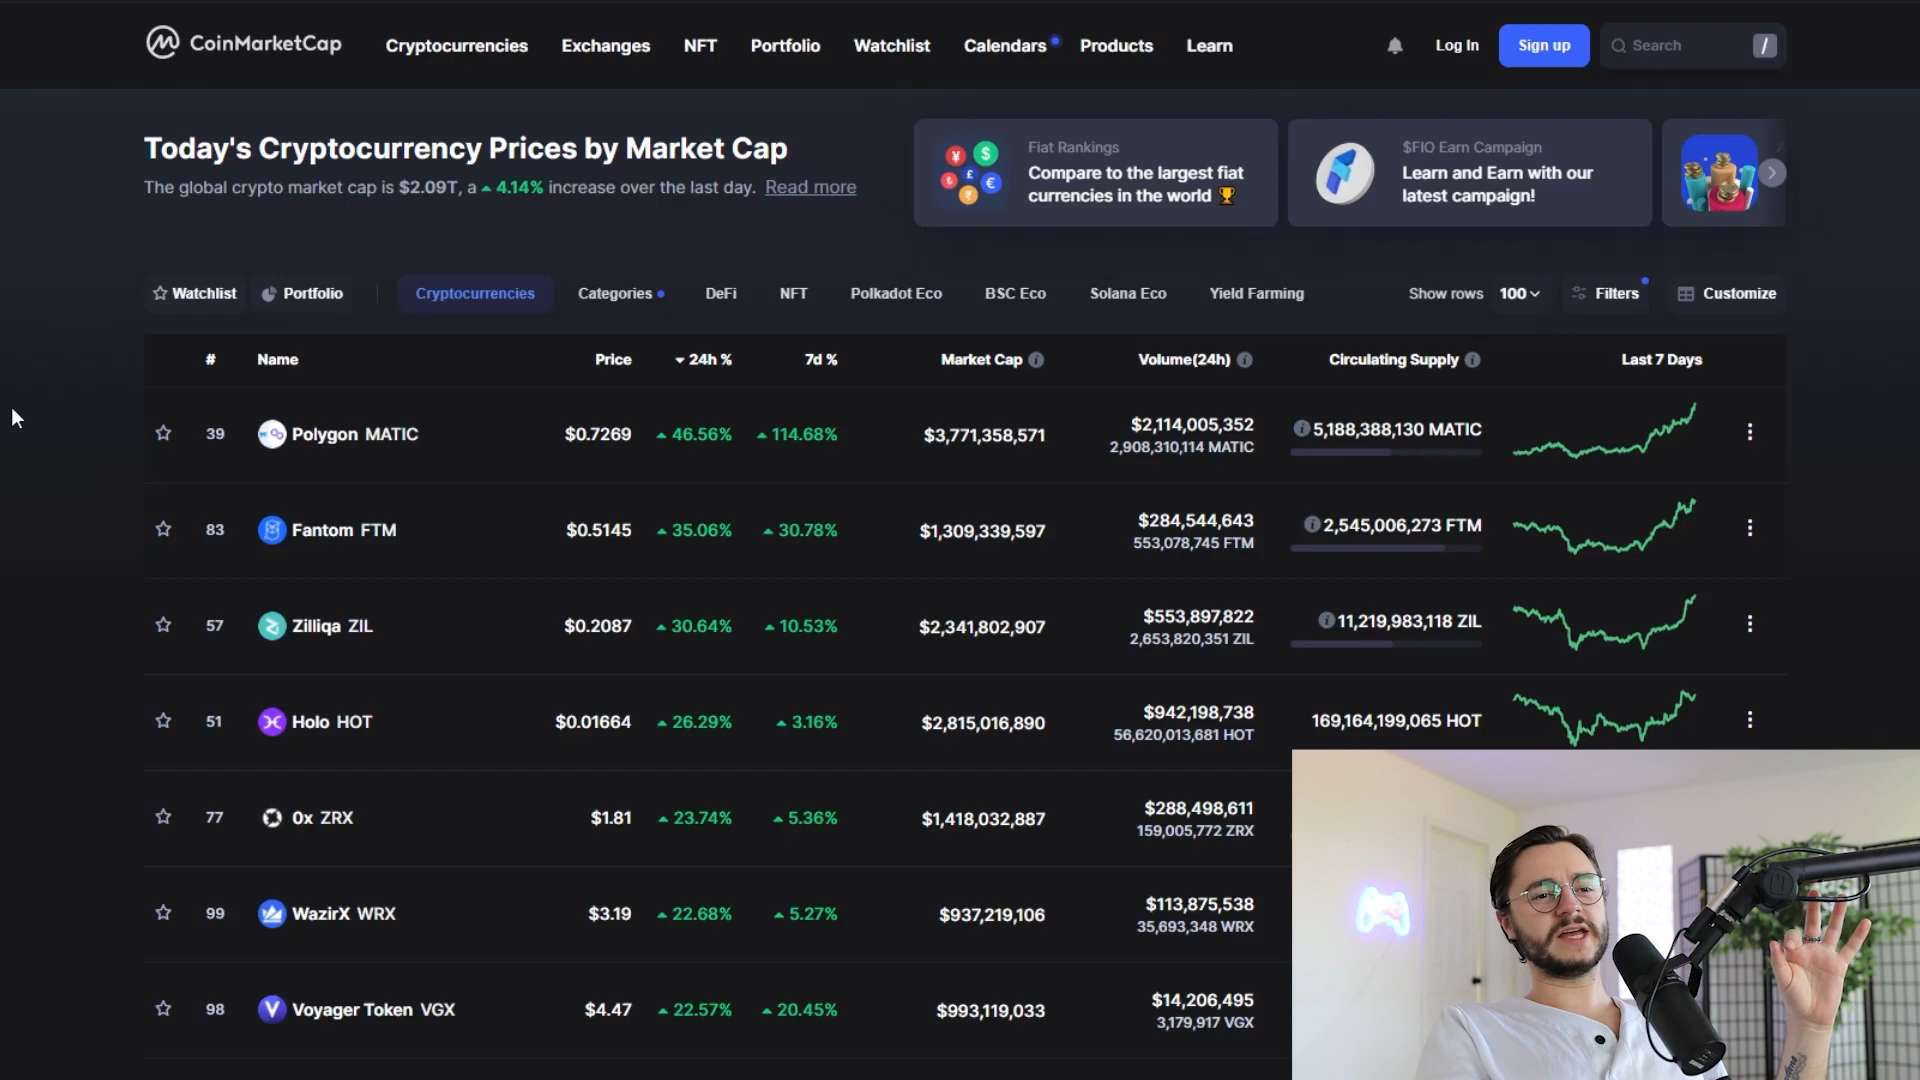 CoinMarketCap Cryptocurrencies Exchanges NFT Portfolio Watchlist Calendars Products Learn Log In Sign up Search /
Today's Cryptocurrency Prices by Market Cap
The global crypto market cap is $2.09T, a 4.14% increase over the last day. Read more
Fiat Rankings
Compare to the largest fiat
currencies in the world
$FIO Earn Campaign
Learn and Earn with our
latest campaign!
Watchlist Portfolio Cryptocurrencies Categories DeFi NFT Polkadot Eco BSC Eco Solana Eco Yield Farming Show rows 100 Filters Customize
# Name Price 24h % 7d % Market Cap Volume(24h) Circulating Supply Last 7 Days
39 Polygon MATIC $0.7269 46.56% 114.68% $3,771,358,571 $2,114,005,352 5,188,388,130 MATIC
2,908,310,114 MATIC
83 Fantom FTM $0.5145 35.06% 30.78% $1,309,339,597 $284,544,643 2,545,006,273 FTM
553,078,745 FTM
57 Zilliqa ZIL $0.2087 30.64% 10.53% $2,341,802,907 $553,897,822 11,219,983,118 ZIL
2,653,820,351 ZIL
51 Holo HOT $0.01664 26.29% 3.16% $2,815,016,890 $942,198,738 169,164,199,065 HOT
56,620,013,681 HOT
77 0x ZRX $1.81 23.74% 5.36% $1,418,032,887 $288,498,611
159,005,772 ZRX
99 WazirX WRX $3.19 22.68% 5.27% $937,219,106 $113,875,538
35,693,348 WRX
98 Voyager Token VGX $4.47 22.57% 20.45% $993,119,033 $14,206,495
3,179,917 VGX